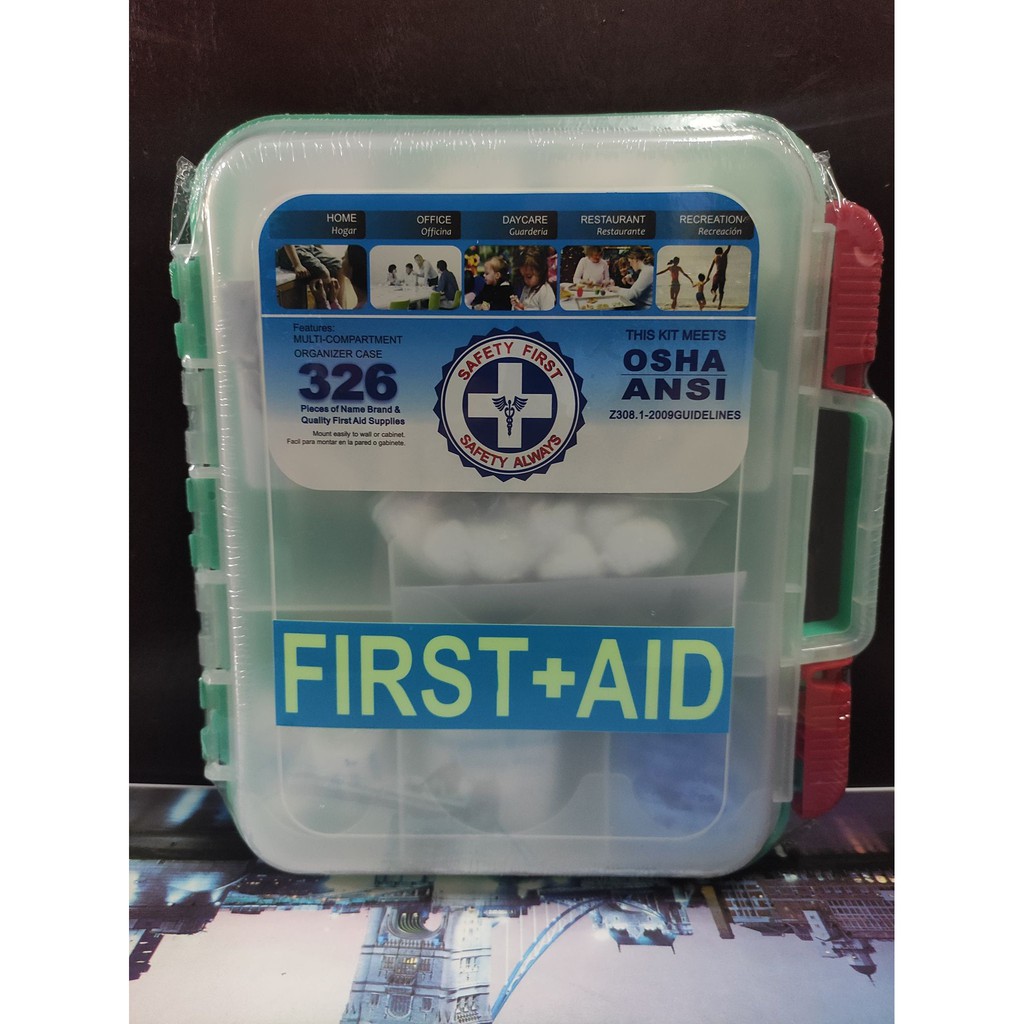 HOME
Hogar
OFFICE
Officina
DAYCARE
Guarderia
RESTAURANT
Restaurante
RECREATION
Recreación
Features:
MULTI-COMPARTMENT
ORGANIZER CASE
326
Pieces of Name Brand &
Quality First Aid Supplies
Mount easily to wall or cabinet.
Facil para montar en la pared o gabinete.
SAFETY FIRST
SAFETY ALWAYS
THIS KIT MEETS
OSHA
ANSI
Z308.1-2009GUIDELINES
FIRST+AID